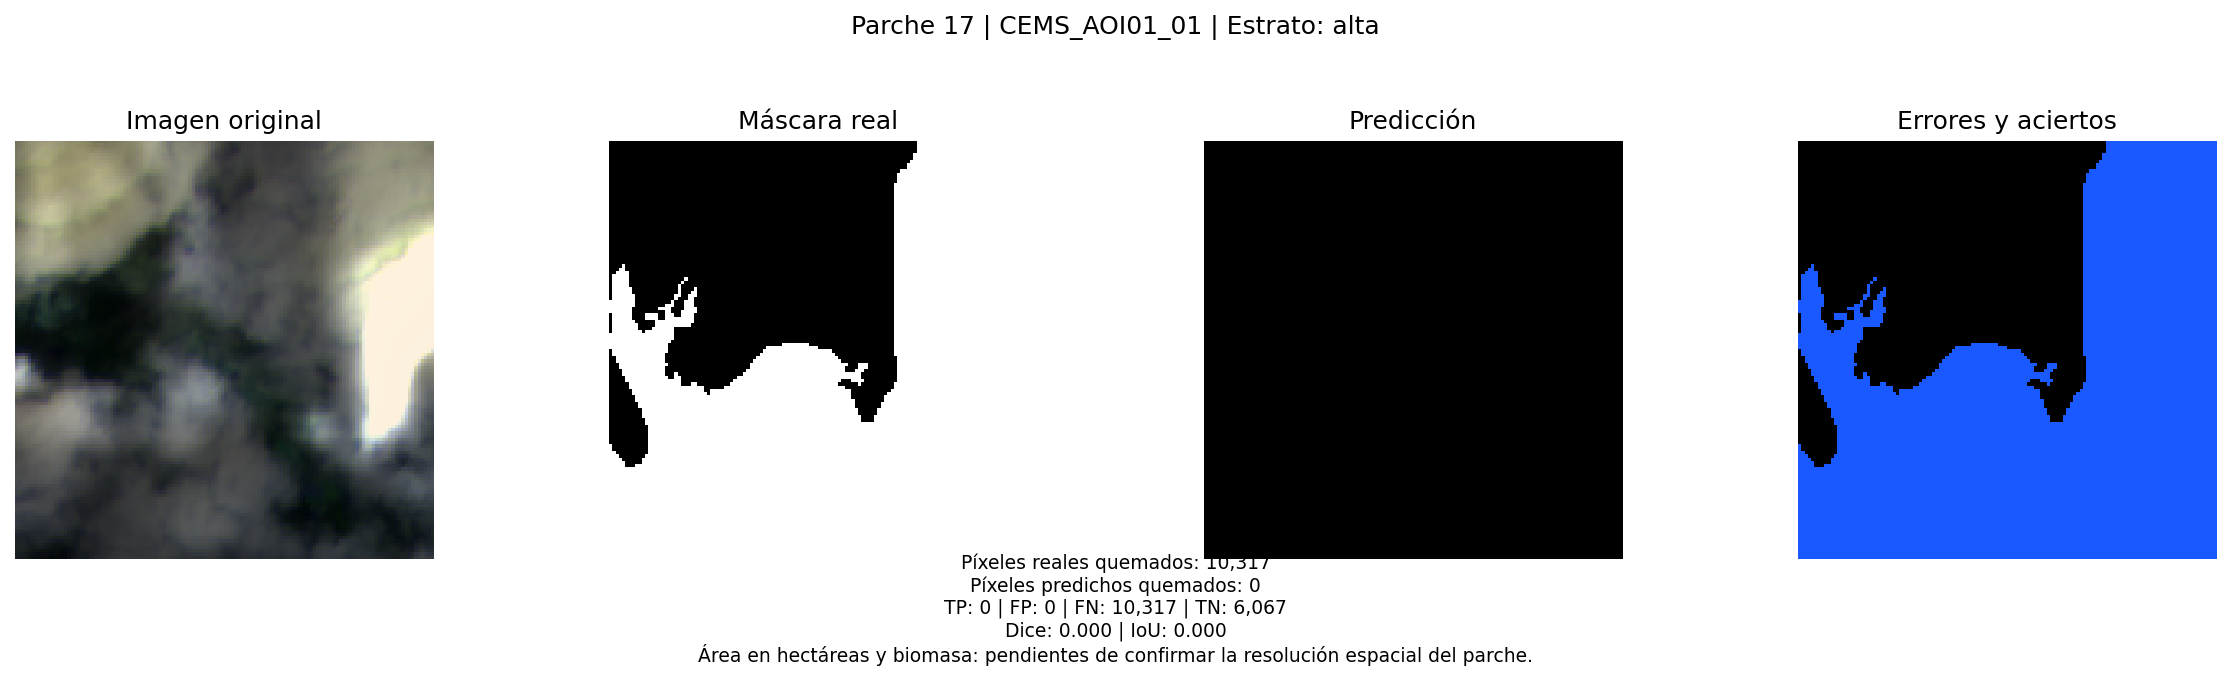 Parche 17 | CEMS_AOI01_01 | Estrato: alta
Imagen original
Máscara real
Predicción
Errores y aciertos
Píxeles reales quemados: 10,317
Píxeles predichos quemados: 0
TP: 0 | FP: 0 | FN: 10,317 | TN: 6,067
Dice: 0.000 | IoU: 0.000
Área en hectáreas y biomasa: pendientes de confirmar la resolución espacial del parche.